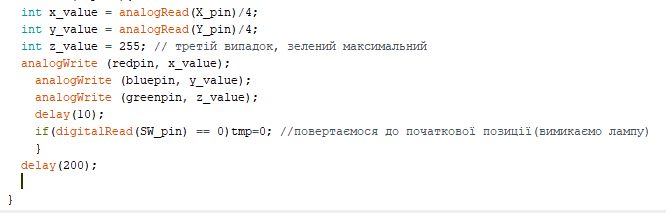 int x_value = analogRead(X_pin)/4;
int y_value = analogRead(Y_pin)/4;
int z_value = 255; // третій випадок, зелений максимальний
analogWrite (redpin, x_value);
analogWrite (bluepin, y_value);
analogWrite (greenpin, z_value);
delay(10);
if(digitalRead(SW_pin) == 0)tmp=0; //повертаємося до початкової позиції(вимикаємо лампу)
}
delay(200);
}